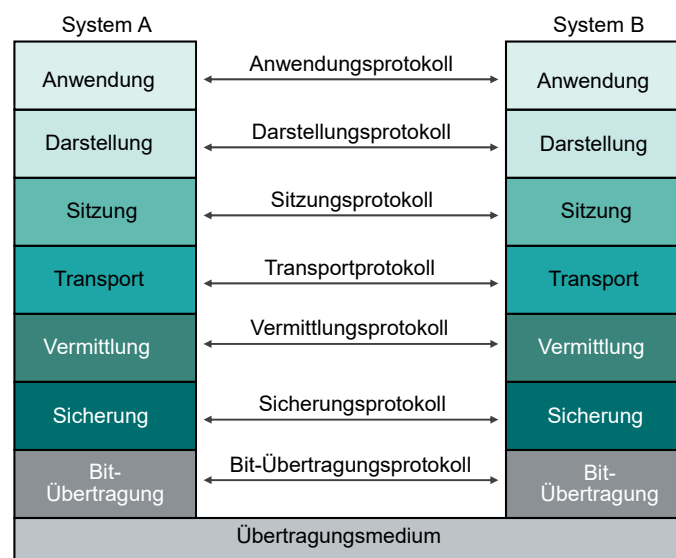 System A
System B
Anwendung
Anwendungsprotokoll
Anwendung
Darstellung
Darstellungsprotokoll
Darstellung
Sitzung
Sitzungsprotokoll
Sitzung
Transport
Transportprotokoll
Transport
Vermittlung
Vermittlungsprotokoll
Vermittlung
Sicherung
Sicherungsprotokoll
Sicherung
Bit-
Übertragung
Bit-Übertragungsprotokoll
Bit-
Übertragung
Übertragungsmedium